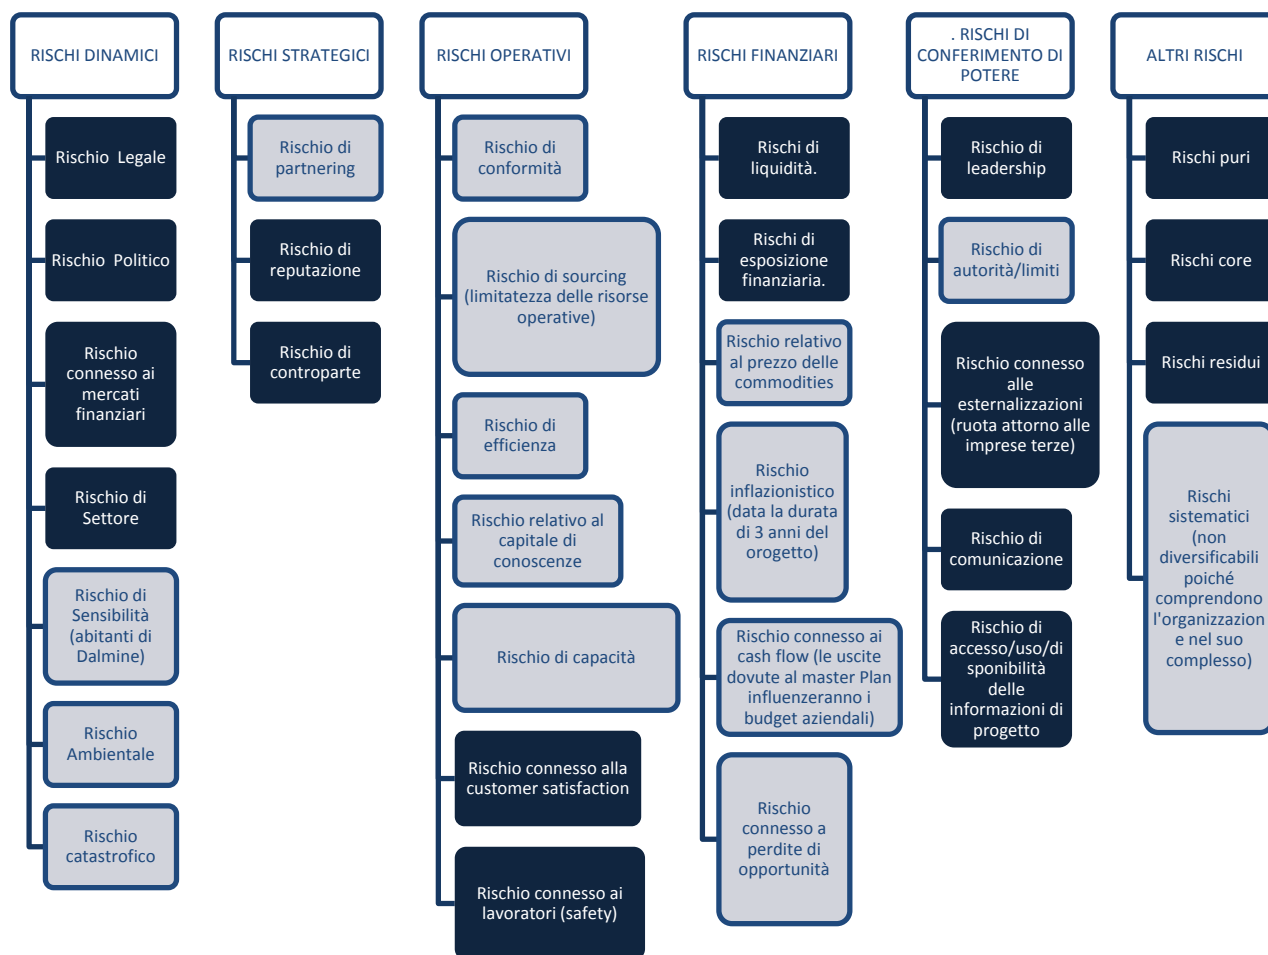 RISCHI DINAMICI
Rischio Legale
Rischio Politico
Rischio
connesso ai
mercati
finanziari
Rischio di
Settore
Rischio di
Sensibilità
(abitanti di
Dalmine)
Rischio
Ambientale
Rischio
catastrofico
RISCHI STRATEGICI
Rischio di
partnering
Rischio di
reputazione
Rischio di
controparte
RISCHI OPERATIVI
Rischio di
conformità
Rischio di sourcing
(limitatezza delle risorse
operative)
Rischio di
efficienza
Rischio relativo al
capitale di
conoscenze
Rischio di capacità
Rischio connesso alla
customer satisfaction
Rischio connesso ai
lavoratori (safety)
RISCHI FINANZIARI
Rischi di
liquidità.
Rischi di
esposizione
finanziaria.
Rischio relativo
al prezzo delle
commodities
Rischio
inflazionistico
(data la durata
di 3 anni del
orogetto)
Rischio connesso ai
cash flow (le uscite
dovute al master Plan
influenzeranno i
budget aziendali)
Rischio
connesso a
perdite di
opportunità
. RISCHI DI
CONFERIMENTO DI
POTERE
Rischio di
leadership
Rischio di
autorità/limiti
Rischio connesso
alle
esternalizzazioni
(ruota attorno alle
imprese terze)
Rischio di
comunicazione
Rischio di
accesso/uso/di
sponibilità
delle
informazioni di
progetto
ALTRI RISCHI
Rischi puri
Rischi core
Rischi residui
Rischi
sistematici
(non
diversificabili
poiché
comprendono
l'organizzazion
e nel suo
complesso)